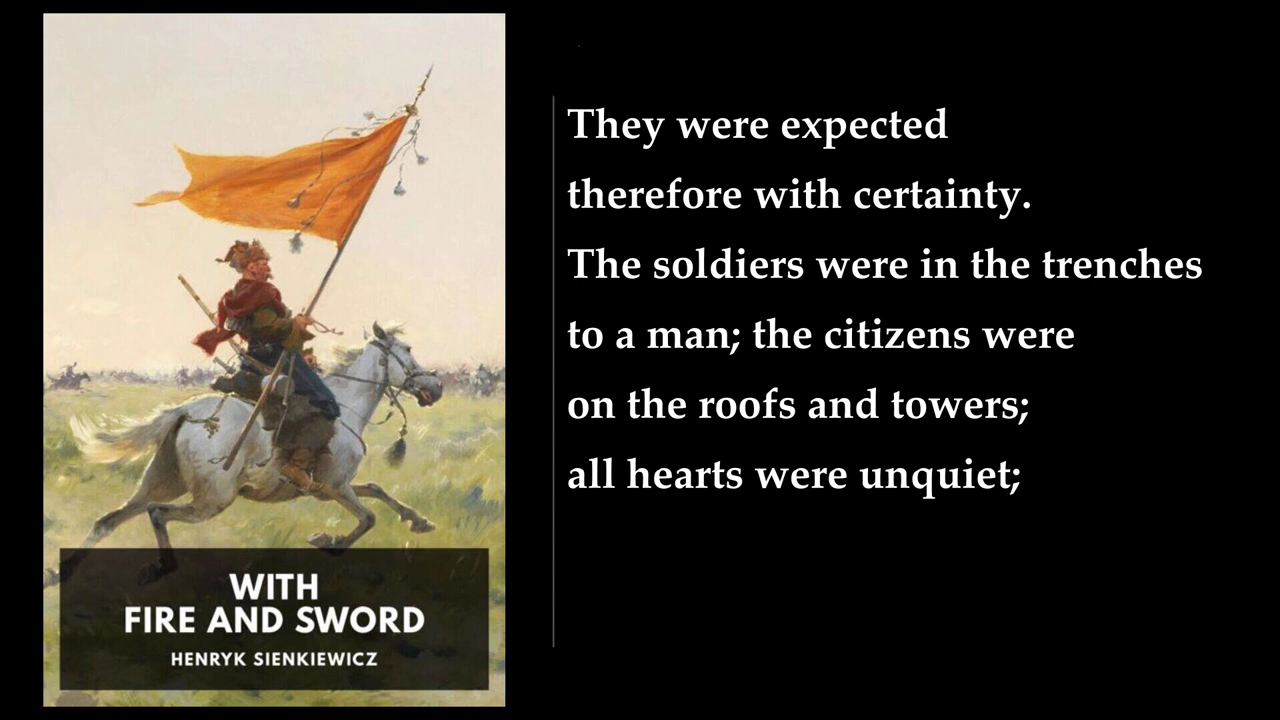 They were expected
therefore with certainty.
The soldiers were in the trenches
to a man; the citizens were
on the roofs and towers;
all hearts were unquiet;
WITH
FIRE AND SWORD
HENRYK SIENKIEWICZ